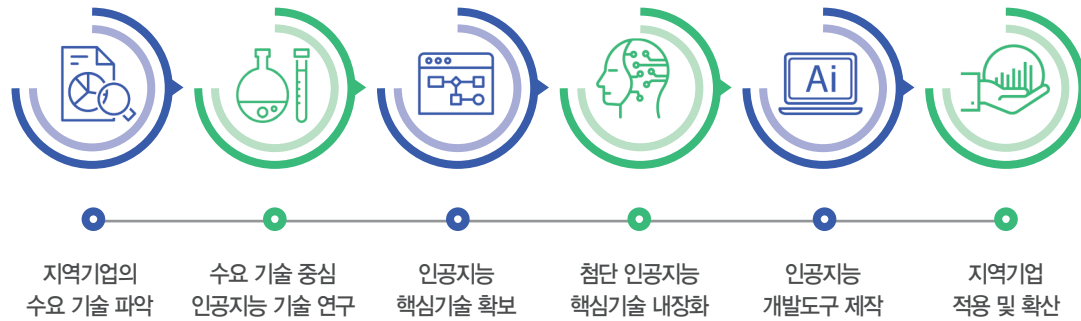 Ai
지역기업의
수요 기술 파악
수요 기술 중심
인공지능 기술 연구
인공지능
핵심기술 확보
첨단 인공지능
핵심기술 내장화
인공지능
개발도구 제작
지역기업
적용 및 확산